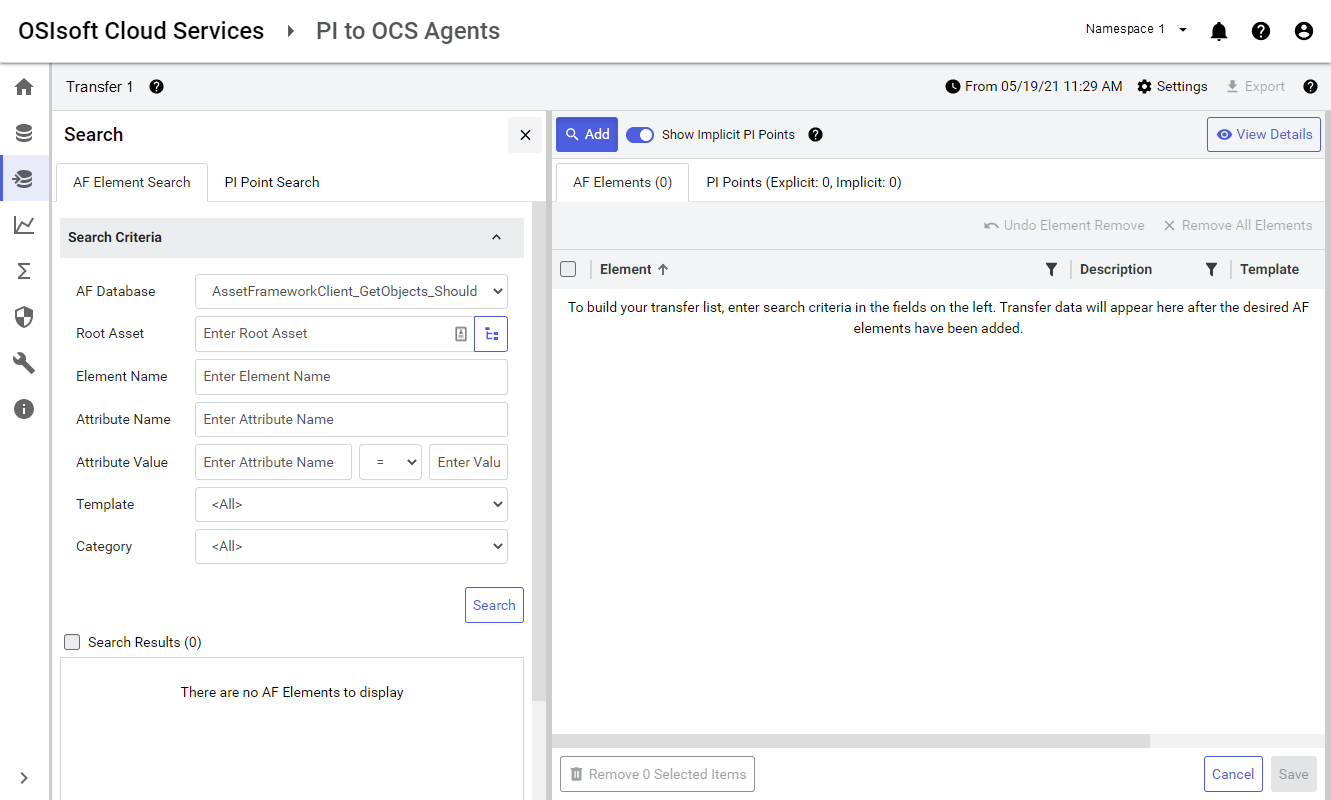 OSIsoft Cloud Services PI to OCS Agents
Namespace 1
Transfer 1
From 05/19/21 11:29 AM Settings Export
Search
AF Element Search PI Point Search
Search Criteria
AF Database AssetFrameworkClient_GetObjects_Should
Root Asset Enter Root Asset
Element Name Enter Element Name
Attribute Name Enter Attribute Name
Attribute Value Enter Attribute Name = Enter Valu
Template <All>
Category <All>
Search
Search Results (0)
There are no AF Elements to display
Add Show Implicit PI Points View Details
AF Elements (0) PI Points (Explicit: 0, Implicit: 0)
Undo Element Remove Remove All Elements
Element Description Template
To build your transfer list, enter search criteria in the fields on the left. Transfer data will appear here after the desired AF
elements have been added.
Remove 0 Selected Items Cancel Save